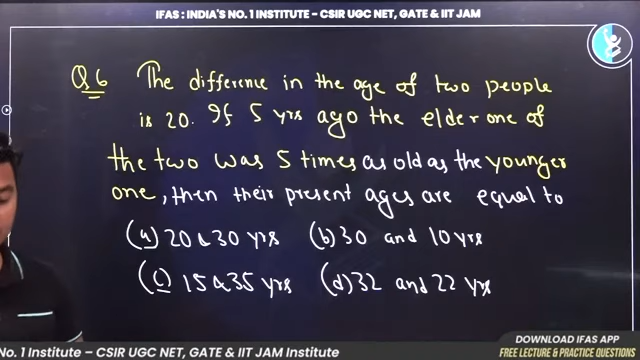 IFAS : INDIA'S NO. 1 INSTITUTE – CSIR UGC NET, GATE & IIT JAM
Q6 The difference in the age of two people
is 20. If 5 yrs ago the elder one of
the two was 5 times as old as the younger
one, then their present ages are equal to
(a) 20 & 30 yrs (b) 30 and 10 yrs
(c) 15 & 35 yrs (d) 32 and 22 yrs
DOWNLOAD IFAS APP
No. 1 Institute – CSIR UGC NET, GATE & IIT JAM Institute
FREE LECTURE & PRACTICE QUESTIONS